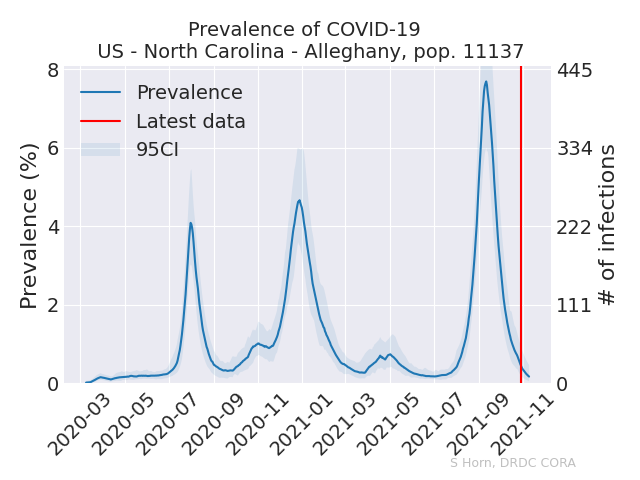 Prevalence of COVID-19
US - North Carolina - Alleghany, pop. 11137
Prevalence
Latest data
95CI
Prevalence (%)
8
6
4
2
0
445
334
222
111
0
# of infections
2020-03
2020-05
2020-07
2020-09
2020-11
2021-01
2021-03
2021-05
2021-07
2021-09
2021-11
S Horn, DRDC CORA